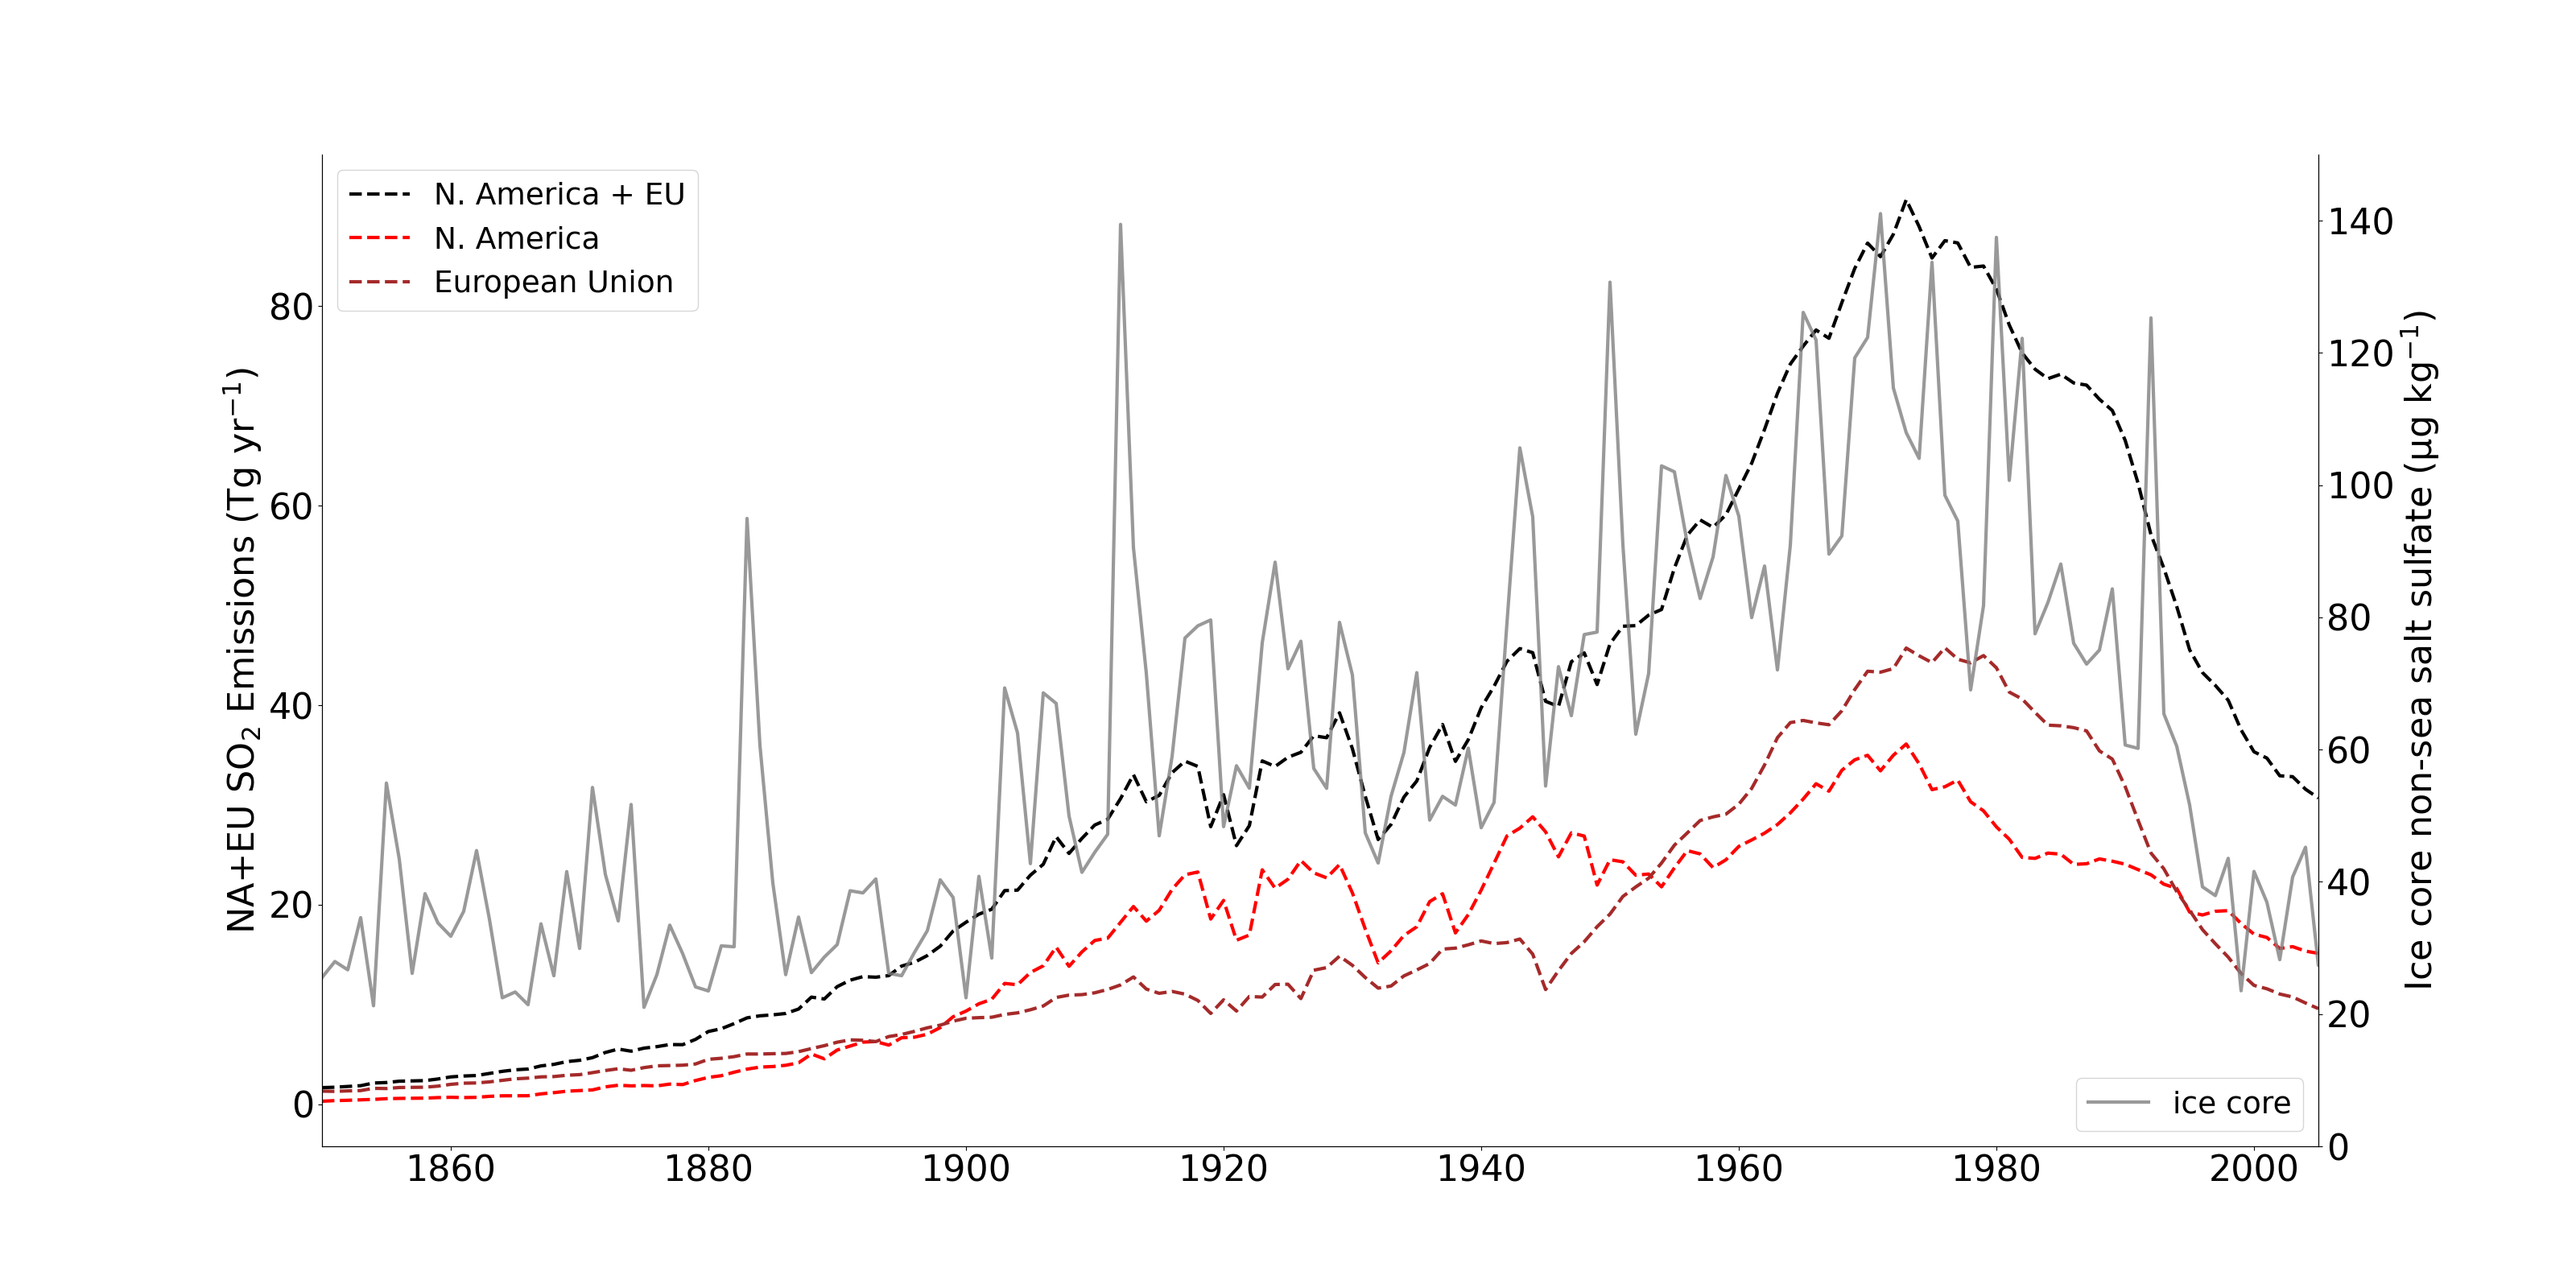 N. America + EU
N. America
European Union
NA+EU SO₂ Emissions (Tg yr⁻¹)
80
60
40
20
0
140
120
100
80
60
40
20
0
Ice core non-sea salt sulfate (µg kg⁻¹)
ice core
1860 1880 1900 1920 1940 1960 1980 2000